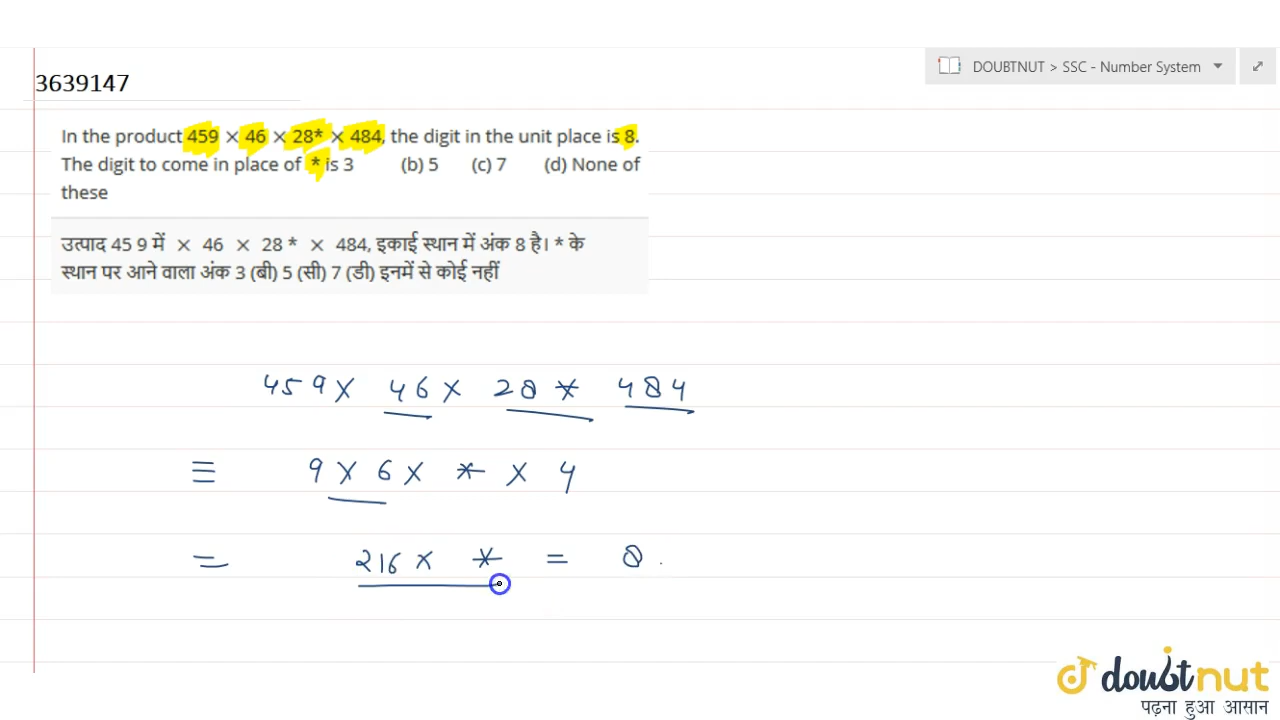 3639147
DOUBTNUT > SSC - Number System
In the product 459 × 46 × 28* × 484, the digit in the unit place is 8.
The digit to come in place of * is 3 (b) 5 (c) 7 (d) None of
these
उत्पाद 45 9 में × 46 × 28 * × 484, इकाई स्थान में अंक 8 है। * के
स्थान पर आने वाला अंक 3 (बी) 5 (सी) 7 (डी) इनमें से कोई नहीं
459 × 46 × 28 * 484
≡ 9 × 6 × * × 4
= 216 × * = 8.
doubtnut
पढ़ना हुआ आसान